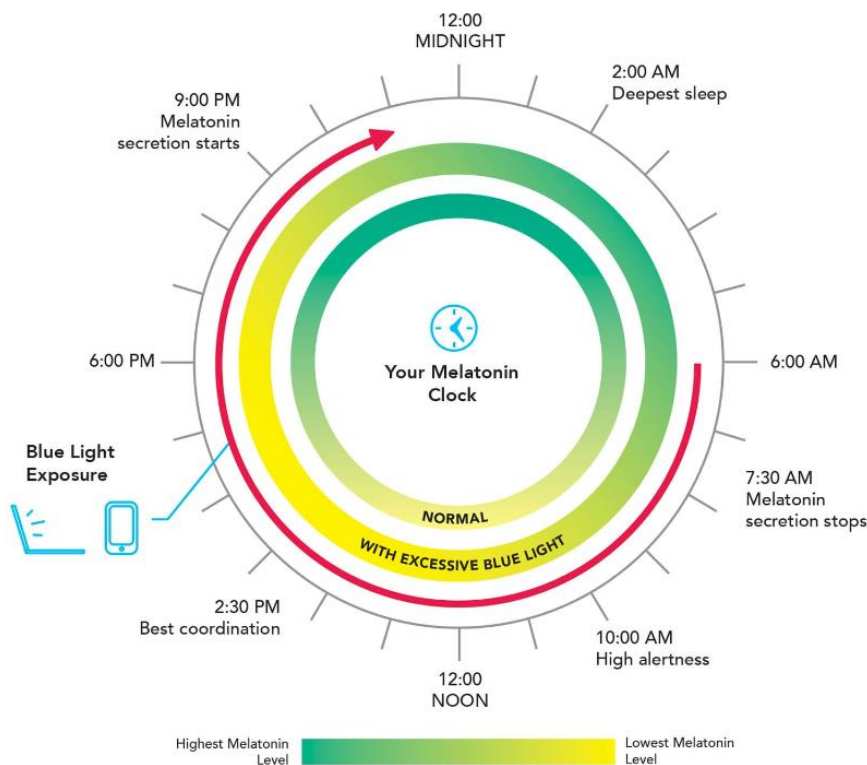 12:00
MIDNIGHT
2:00 AM
Deepest sleep
9:00 PM
Melatonin
secretion starts
6:00 PM
6:00 AM
Your Melatonin
Clock
Blue Light
Exposure
7:30 AM
Melatonin
secretion stops
NORMAL
WITH EXCESSIVE BLUE LIGHT
2:30 PM
Best coordination
10:00 AM
High alertness
12:00
NOON
Highest Melatonin
Level
Lowest Melatonin
Level